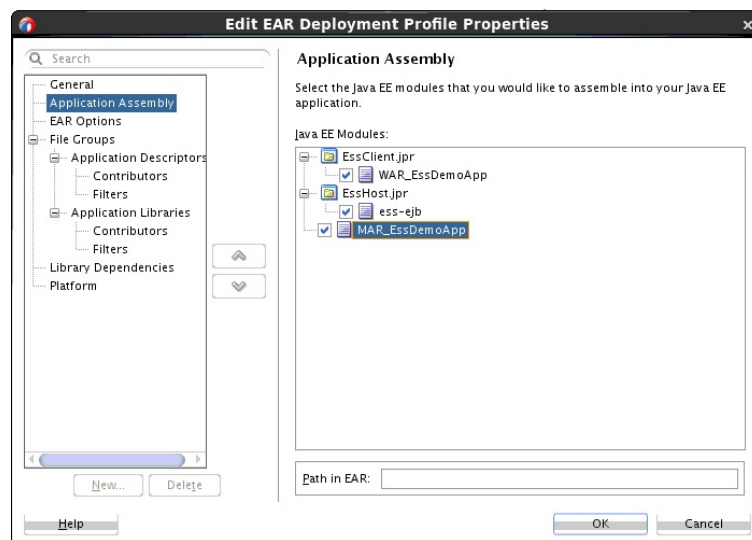 Edit EAR Deployment Profile Properties
Search
General
Application Assembly
EAR Options
File Groups
Application Descriptors
Contributors
Filters
Application Libraries
Contributors
Filters
Library Dependencies
Platform
New...
Delete
Application Assembly
Select the Java EE modules that you would like to assemble into your Java EE
application.
Java EE Modules:
EssClient.jpr
WAR_EssDemoApp
EssHost.jpr
ess-ejb
MAR_EssDemoApp
Path in EAR:
Help
OK
Cancel